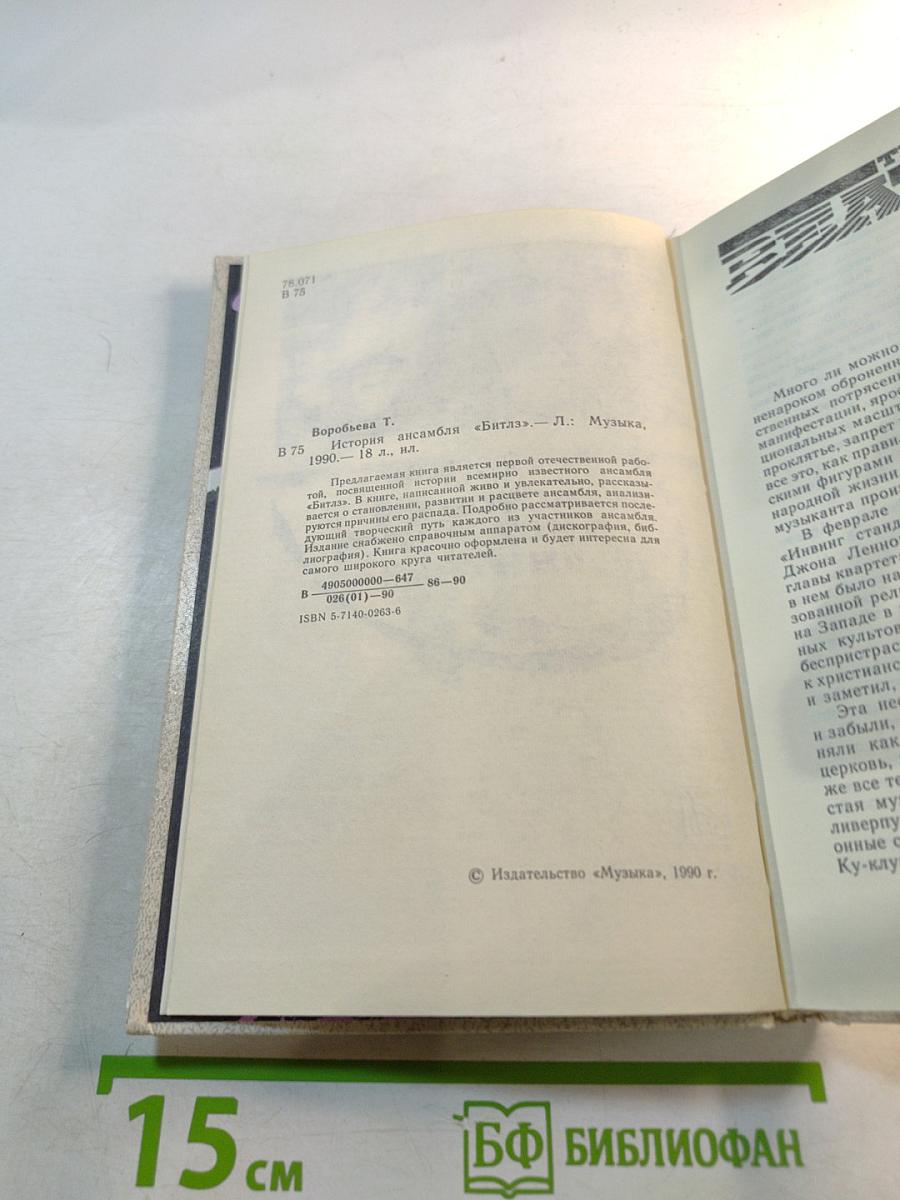 78.071
В 75
Воробьева Т.
В 75 История ансамбля «Битлз».— Л.: Музыка,
1990.— 18 л., ил.
Предлагаемая книга является первой отечественной рабо-
той, посвященной истории всемирно известного ансамбля
«Битлз». В книге, написанной живо и увлекательно, рассказы-
вается о становлении, развитии и расцвете ансамбля, анализи-
руются причины его распада. Подробно рассматривается после-
дующий творческий путь каждого из участников ансамбля.
Издание снабжено справочным аппаратом (дискография, биб-
лиография). Книга красочно оформлена и будет интересна для
самого широкого круга читателей.
В 4905000000—647 86—90
026(01)—90
ISBN 5-7140-0263-6
© Издательство «Музыка», 1990 г.
Много ли можно
ненароком оброненн
ственных потрясен
манифестации, ярос
циональных масшт
проклятье, запрет
все это, как прави
скими фигурами
народной жизни
музыканта прои
В феврале
«Ивнинг станд
Джона Ленно
главы квартет
в нем было на
зованной рели
на Западе в
ных культов
беспристрас
к христианс
и заметил,
Эта нес
и забыли,
няли как
церковь,
же все те
стая му
ливерпу
онные с
Ку-клу
15 см
БФ БИБЛИОФАН